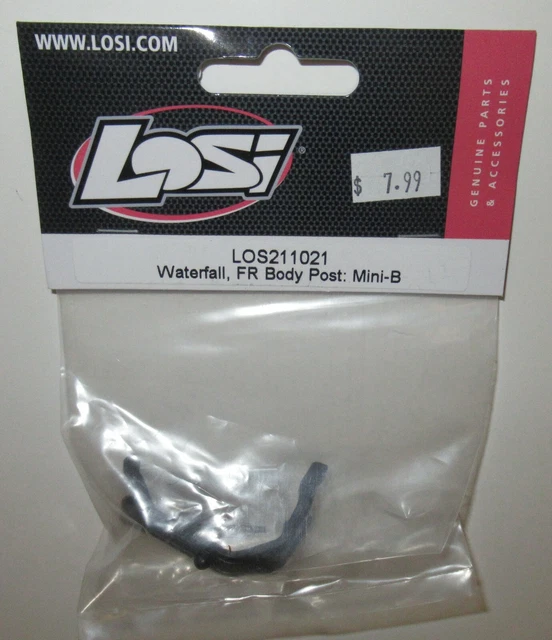 WWW.LOSI.COM
LOSI
®
$ 7.99
GENUINE PARTS
& ACCESSORIES
LOS211021
Waterfall, FR Body Post: Mini-B